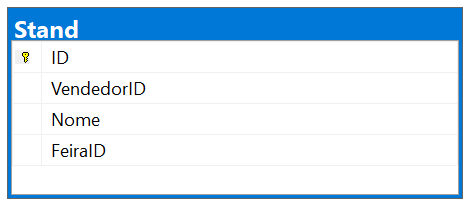 Stand
ID
VendedorID
Nome
FeiraID